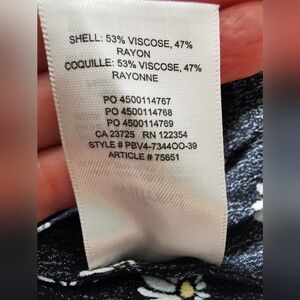 SHELL: 53% VISCOSE, 47%
RAYON
COQUILLE: 53% VISCOSE, 47%
RAYONNE
PO 4500114767
PO 4500114768
PO 4500114769
CA 23725 RN 122354
STYLE # PBV4-7344OO-39
ARTICLE # 75651